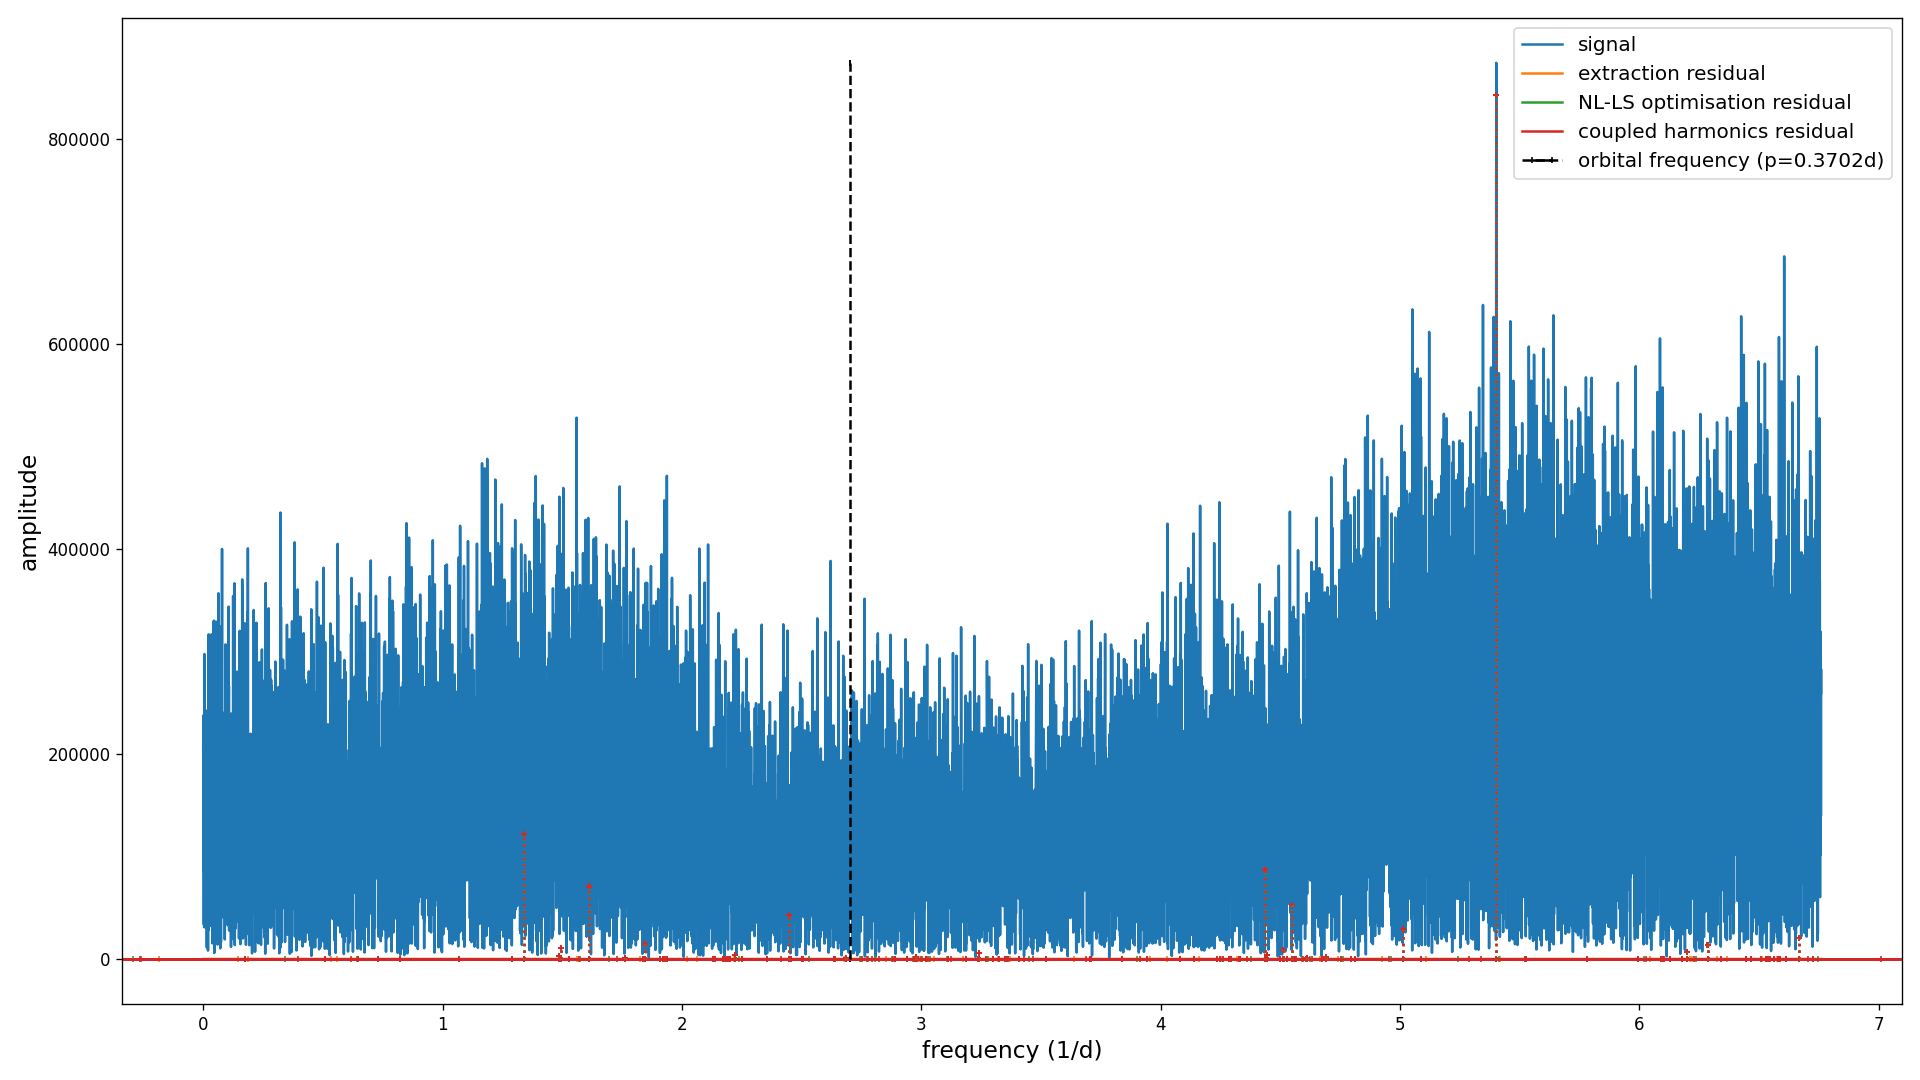 signal
extraction residual
NL-LS optimisation residual
coupled harmonics residual
orbital frequency (p=0.3702d)
800000
600000
400000
200000
0
amplitude
0 1 2 3 4 5 6 7
frequency (1/d)